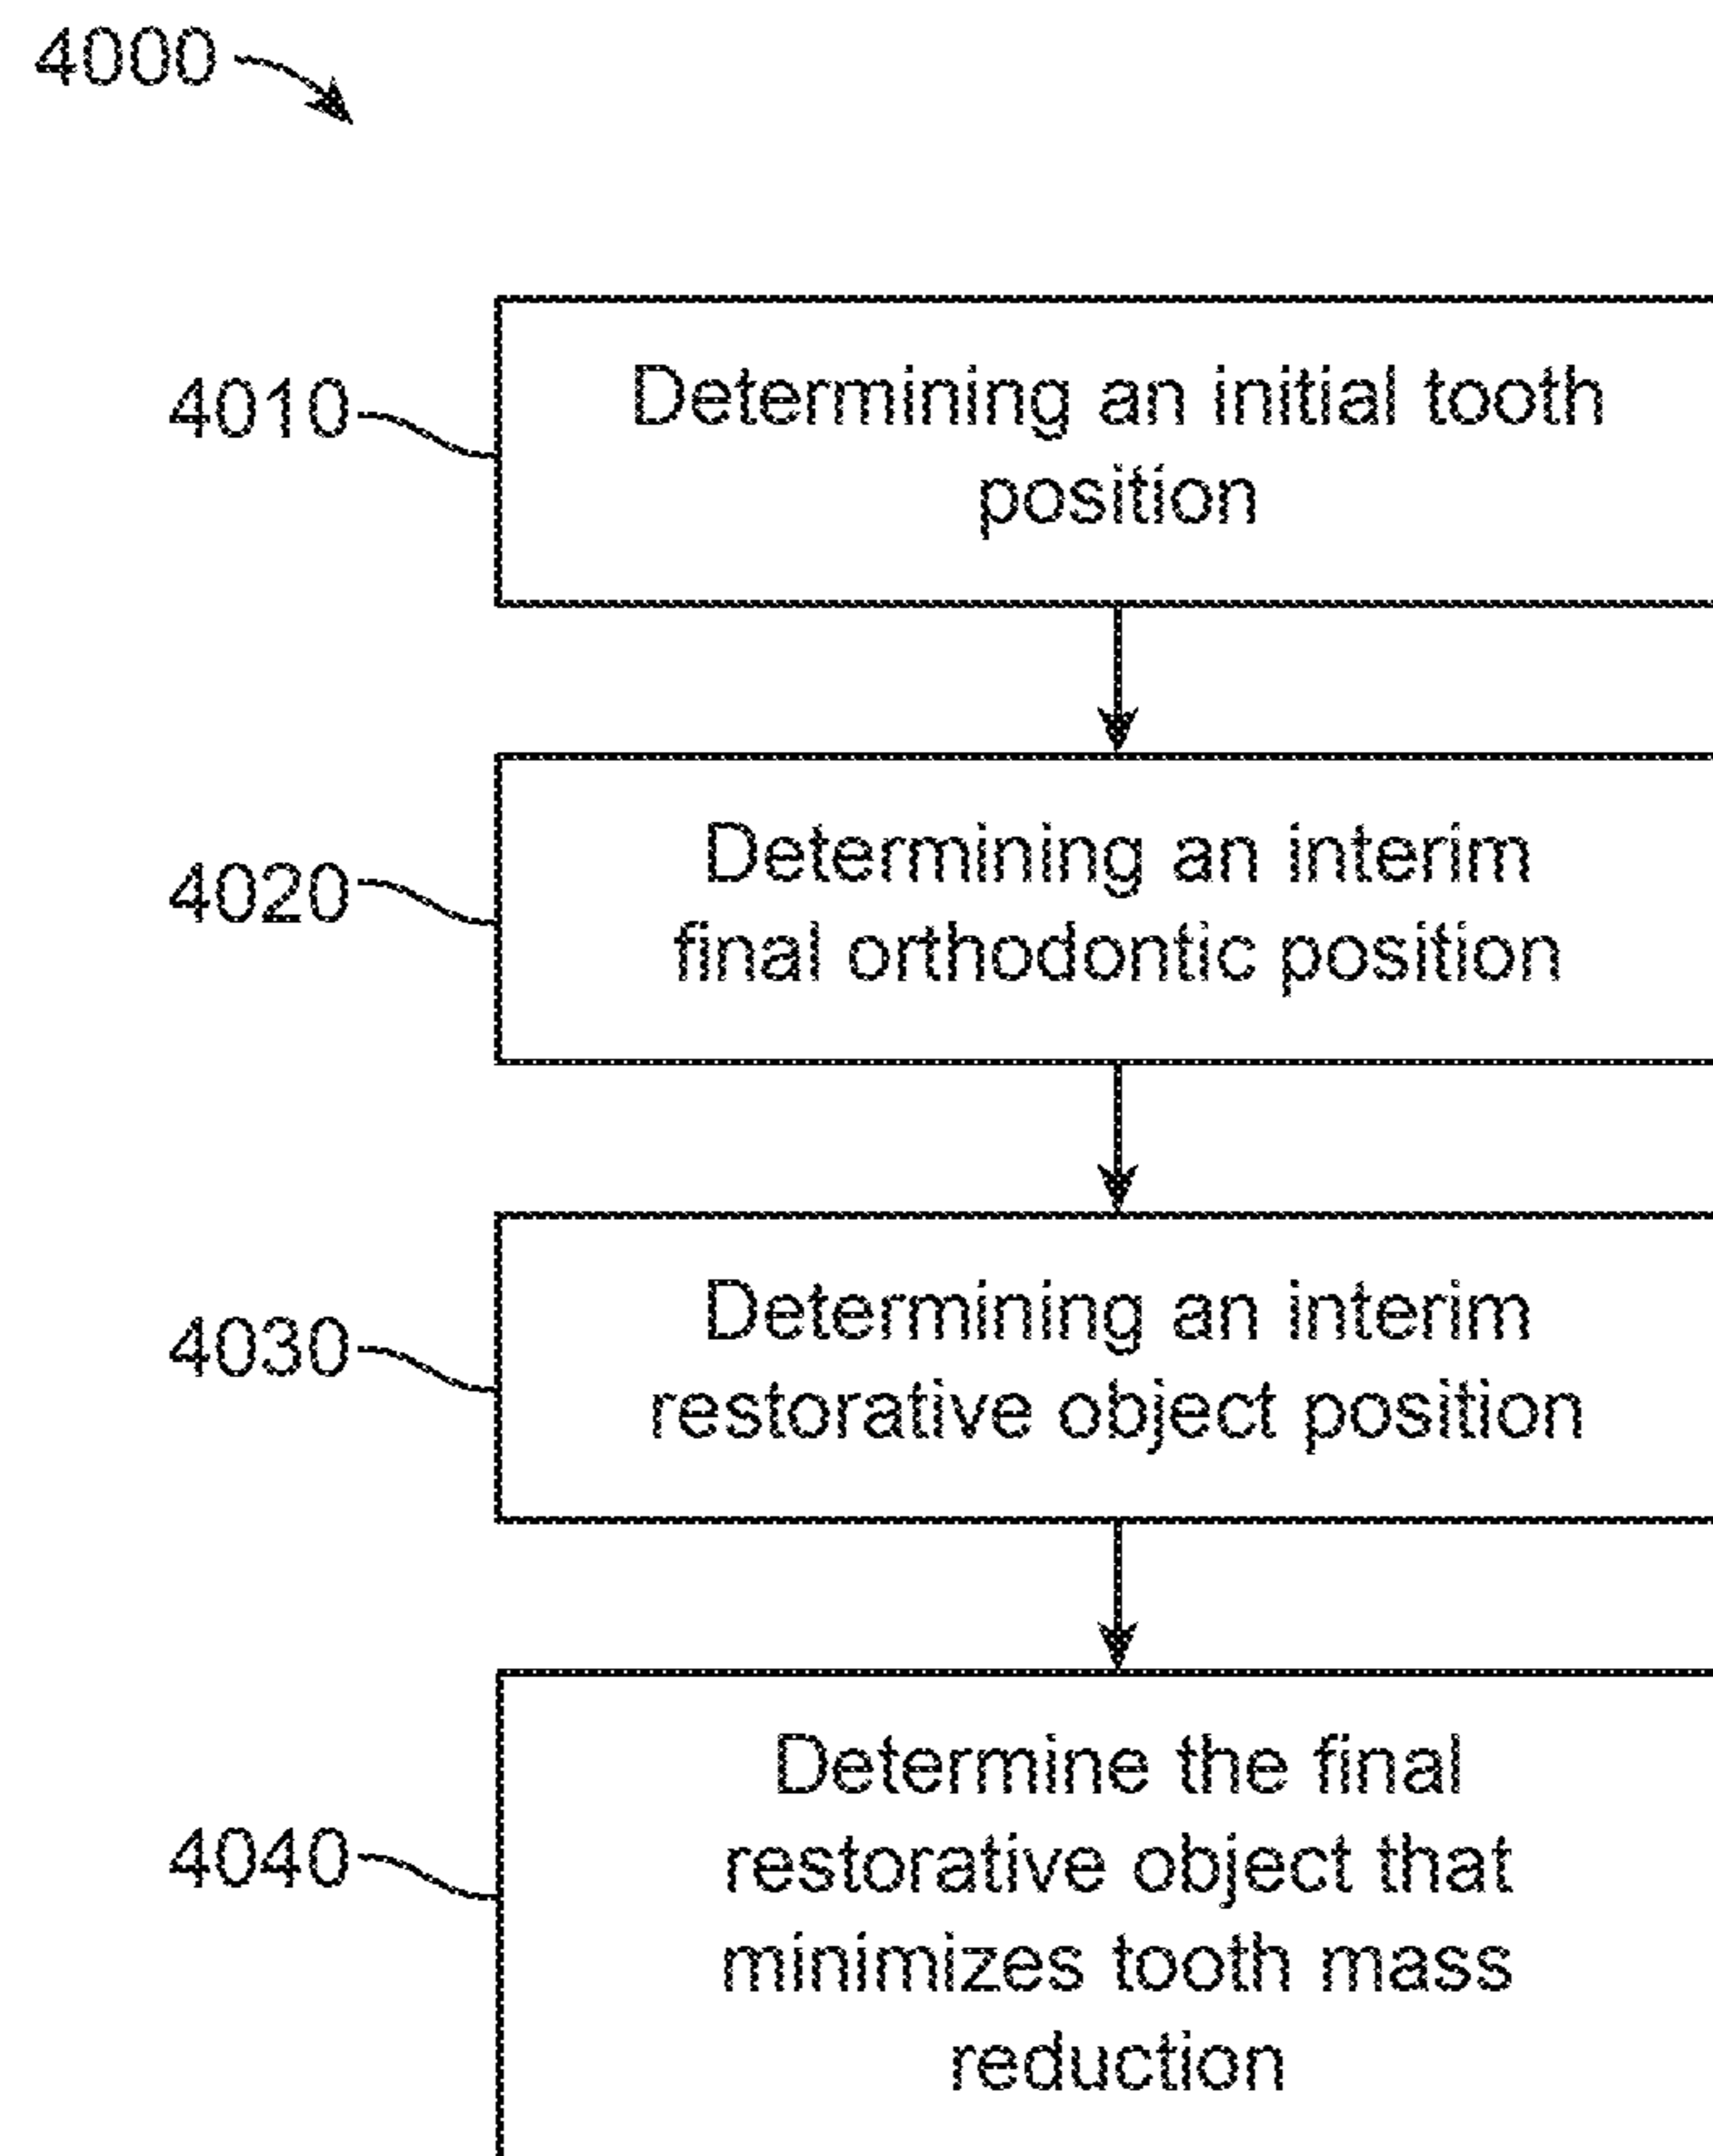 4000
4010
Determining an initial tooth
position
4020
Determining an interim
final orthodontic position
4030
Determining an interim
restorative object position
4040
Determine the final
restorative object that
minimizes tooth mass
reduction